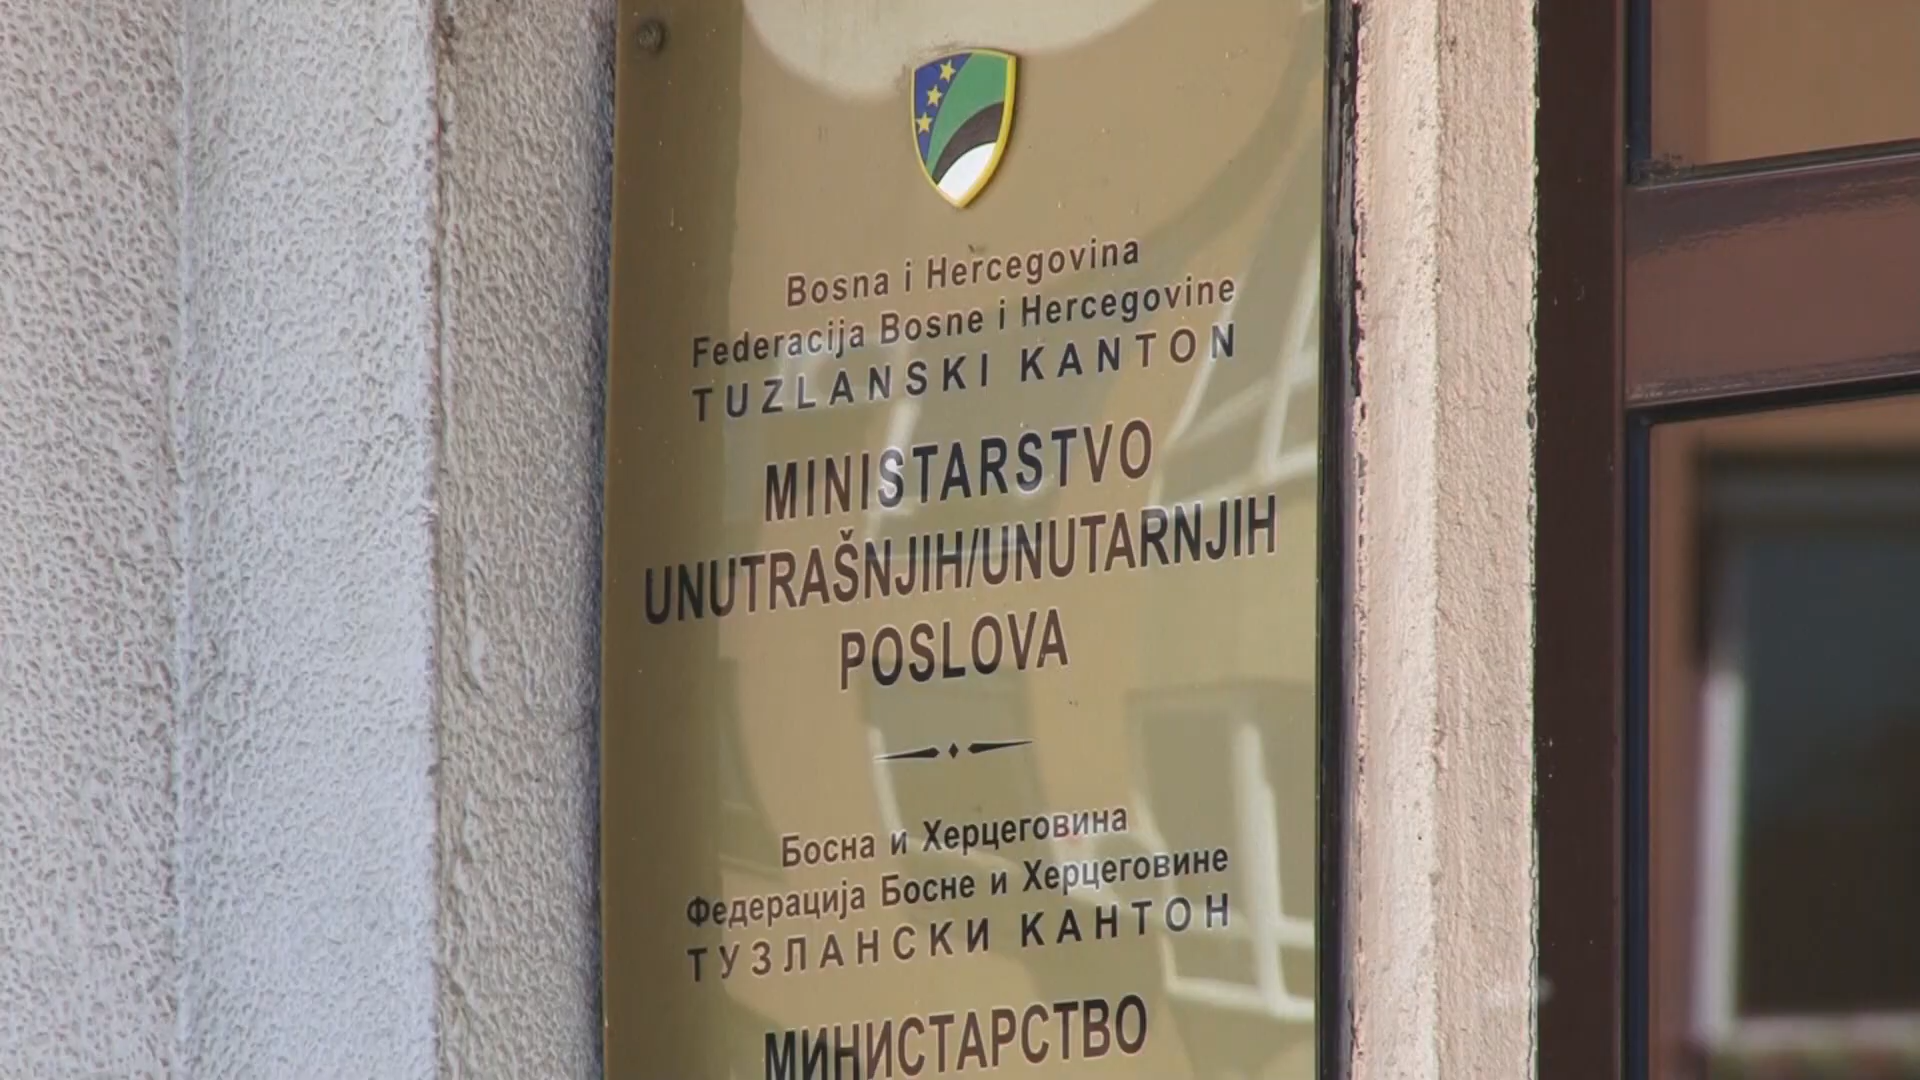 Bosna i Hercegovina
Federacija Bosne i Hercegovine
TUZLANSKI KANTON
MINISTARSTVO
UNUTRAŠNJIH/UNUTARNJIH
POSLOVA
Босна и Херцеговина
Федерација Босне и Херцеговине
ТУЗЛАНСКИ КАНТОН
МИНИСТАРСТВО